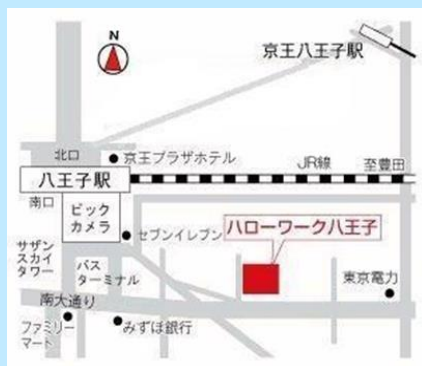 N
京王八王子駅
北口
京王プラザホテル
JR線
至豊田
八王子駅
南口
ビック
カメラ
セブンイレブン
ハローワーク八王子
サザン
スカイ
タワー
バス
ターミナル
東京電力
南大通り
ファミリー
マート
みずほ銀行